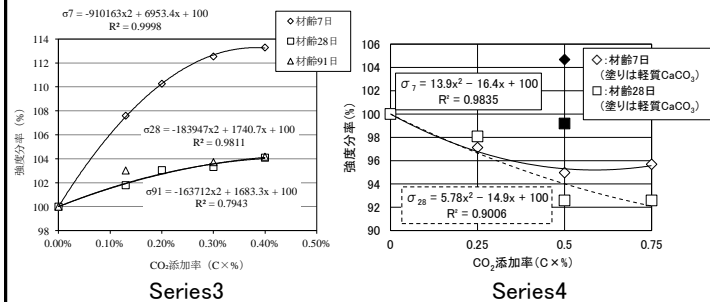 σ7 = -910163x2 + 6953.4x + 100
R² = 0.9998
◇材齢7日
□材齢28日
△材齢91日
114
112
110
108
106
104
102
100
98
強度分率(%)
σ28 = -183947x2 + 1740.7x + 100
R² = 0.9811
σ91 = -163712x2 + 1683.3x + 100
R² = 0.7943
0.00% 0.10% 0.20% 0.30% 0.40% 0.50%
CO₂添加率(C×%)
Series3
106
104
102
100
98
96
94
92
90
強度分率(%)
◇:材齢7日
(塗りは軽質CaCO₃)
□:材齢28日
(塗りは軽質CaCO₃)
σ₇ = 13.9x² − 16.4x + 100
R² = 0.9835
σ₂₈ = 5.78x² − 14.9x + 100
R² = 0.9006
0 0.25 0.5 0.75
CO₂添加率(C×%)
Series4